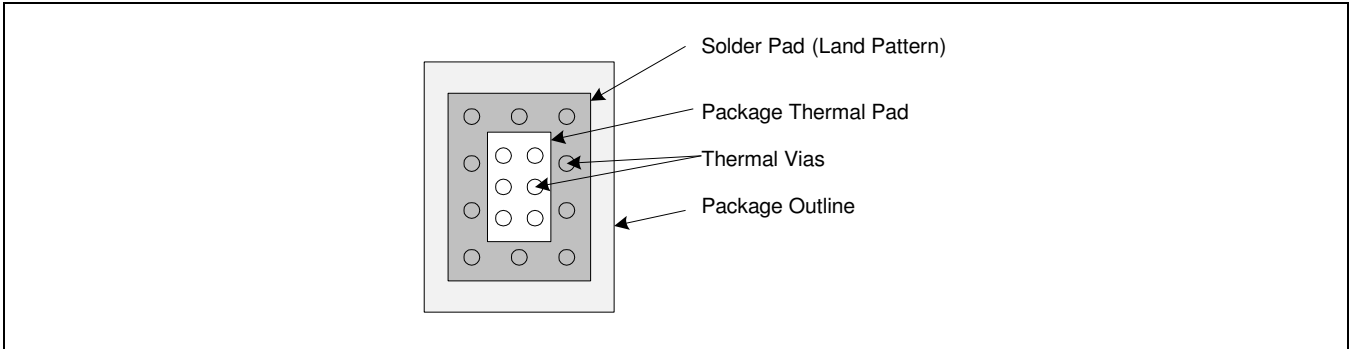 Solder Pad (Land Pattern)
Package Thermal Pad
Thermal Vias
Package Outline